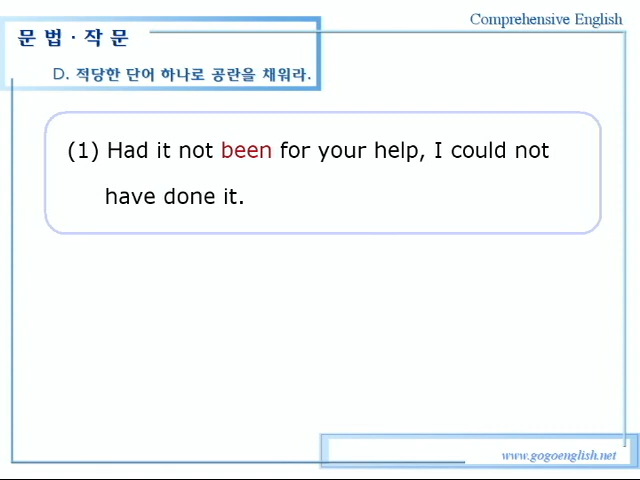 Comprehensive English
문 법 · 작 문
D. 적당한 단어 하나로 공란을 채워라.
(1) Had it not been for your help, I could not
have done it.
www.gogoenglish.net